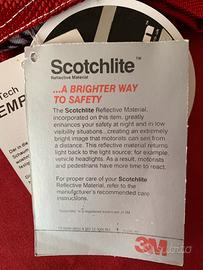 Scotchlite™
Reflective Material
...A BRIGHTER WAY
TO SAFETY
The Scotchlite Reflective Material,
incorporated on this item, greatly
enhances your safety at night and in low
visibility situations...creating an extremely
bright image that motorists can see from
a distance. This reflective material returns
light back to the light source: for example
vehicle headlights. As a result, motorists
and pedestrians have more time to react.
For proper care of your Scotchlite
Reflective Material, refer to the
manufacturer's recommended care
instructions.
3M
Tech
EMP